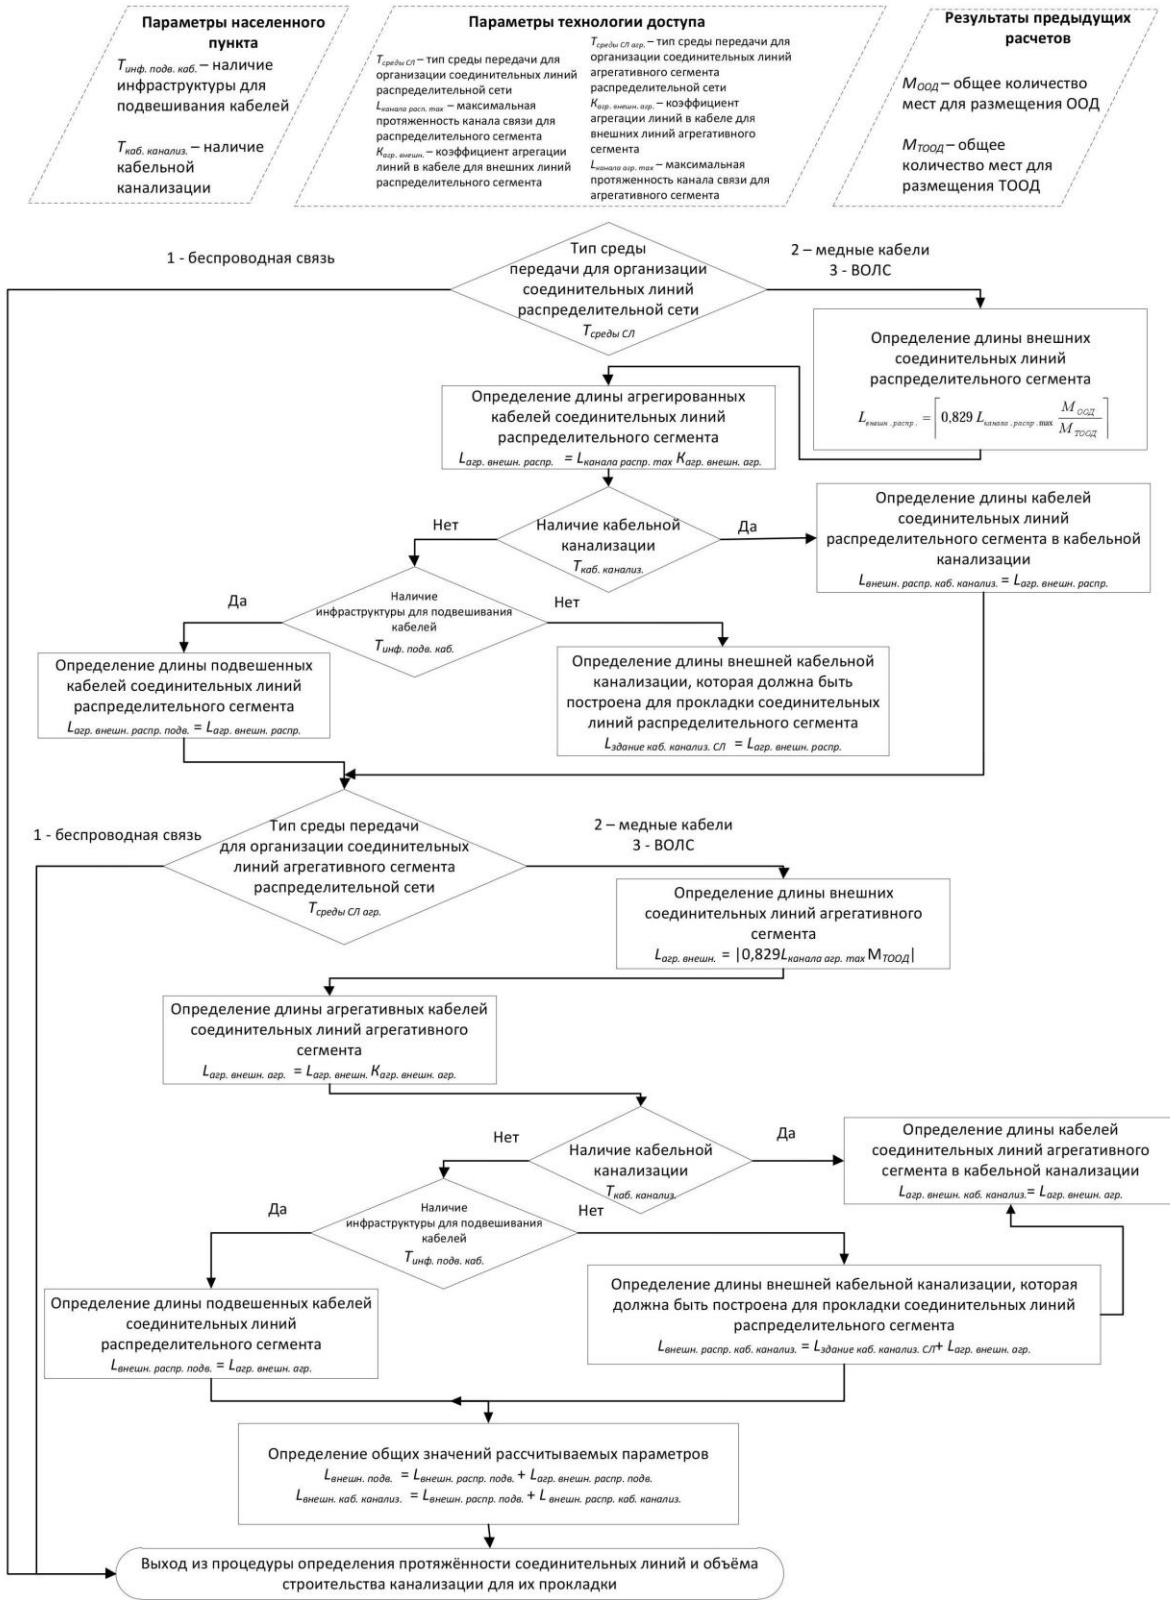 Параметры населенного
пункта
Tинф. подв. каб. – наличие
инфраструктуры для
подвешивания кабелей
Tкаб. канализ. – наличие
кабельной
канализации
Параметры технологии доступа
Tсреды СЛ – тип среды передачи для
организации соединительных линий
распределительной сети
Lканала расп. max – максимальная
протяженность канала связи для
распределительного сегмента
Kагр. внешн. – коэффициент агрегации
линий в кабеле для внешних линий
распределительного сегмента
Tсреды СЛ агр. – тип среды передачи для
организации соединительных линий
агрегативного сегмента
распределительной сети
Kагр. внешн. агр. – коэффициент
агрегации линий в кабеле для
внешних линий агрегативного
сегмента
Lканала агр. max – максимальная
протяженность канала связи для
агрегативного сегмента
Результаты предыдущих
расчетов
MООД – общее количество
мест для размещения ООД
MТООД – общее
количество мест для
размещения ТООД
1 - беспроводная связь
Тип среды
передачи для организации
соединительных линий
распределительной сети
Tсреды СЛ
2 – медные кабели
3 - ВОЛС
Определение длины внешних
соединительных линий
распределительного сегмента
Lвнешн . распр . = ⌈0,829 Lканала . распр . max MООД / MТООД⌉
Определение длины агрегированных
кабелей соединительных линий
распределительного сегмента
Lагр. внешн. распр. = Lканала распр. max Kагр. внешн. агр.
Нет
Наличие кабельной
канализации
Tкаб. канализ.
Да
Определение длины кабелей
соединительных линий
распределительного сегмента в кабельной
канализации
Lвнешн. распр. каб. канализ. = Lагр. внешн. распр.
Да
Наличие
инфраструктуры для подвешивания
кабелей
Tинф. подв. каб.
Нет
Определение длины подвешенных
кабелей соединительных линий
распределительного сегмента
Lагр. внешн. распр. подв. = Lагр. внешн. распр.
Определение длины внешней кабельной
канализации, которая должна быть
построена для прокладки соединительных
линий распределительного сегмента
Lздание каб. канализ. СЛ = Lагр. внешн. распр.
1 - беспроводная связь
Тип среды передачи
для организации соединительных
линий агрегативного сегмента
распределительной сети
Tсреды СЛ агр.
2 – медные кабели
3 - ВОЛС
Определение длины внешних
соединительных линий агрегативного
сегмента
Lагр. внешн. = |0,829Lканала агр. max MТООД|
Определение длины агрегативных кабелей
соединительных линий агрегативного
сегмента
Lагр. внешн. агр. = Lагр. внешн. Kагр. внешн. агр.
Нет
Наличие кабельной
канализации
Tкаб. канализ.
Да
Определение длины кабелей
соединительных линий агрегативного
сегмента в кабельной канализации
Lагр. внешн. каб. канализ.= Lагр. внешн. агр.
Да
Наличие
инфраструктуры для подвешивания
кабелей
Tинф. подв. каб.
Нет
Определение длины подвешенных кабелей
соединительных линий
распределительного сегмента
Lвнешн. распр. подв. = Lагр. внешн. агр.
Определение длины внешней кабельной канализации, которая
должна быть построена для прокладки соединительных линий
распределительного сегмента
Lвнешн. распр. каб. канализ. = Lздание каб. канализ. СЛ+ Lагр. внешн. агр.
Определение общих значений рассчитываемых параметров
Lвнешн. подв. = Lвнешн. распр. подв. + Lагр. внешн. распр. подв.
Lвнешн. каб. канализ. = Lвнешн. распр. подв. + L внешн. распр. каб. канализ.
Выход из процедуры определения протяжённости соединительных линий и объёма
строительства канализации для их прокладки